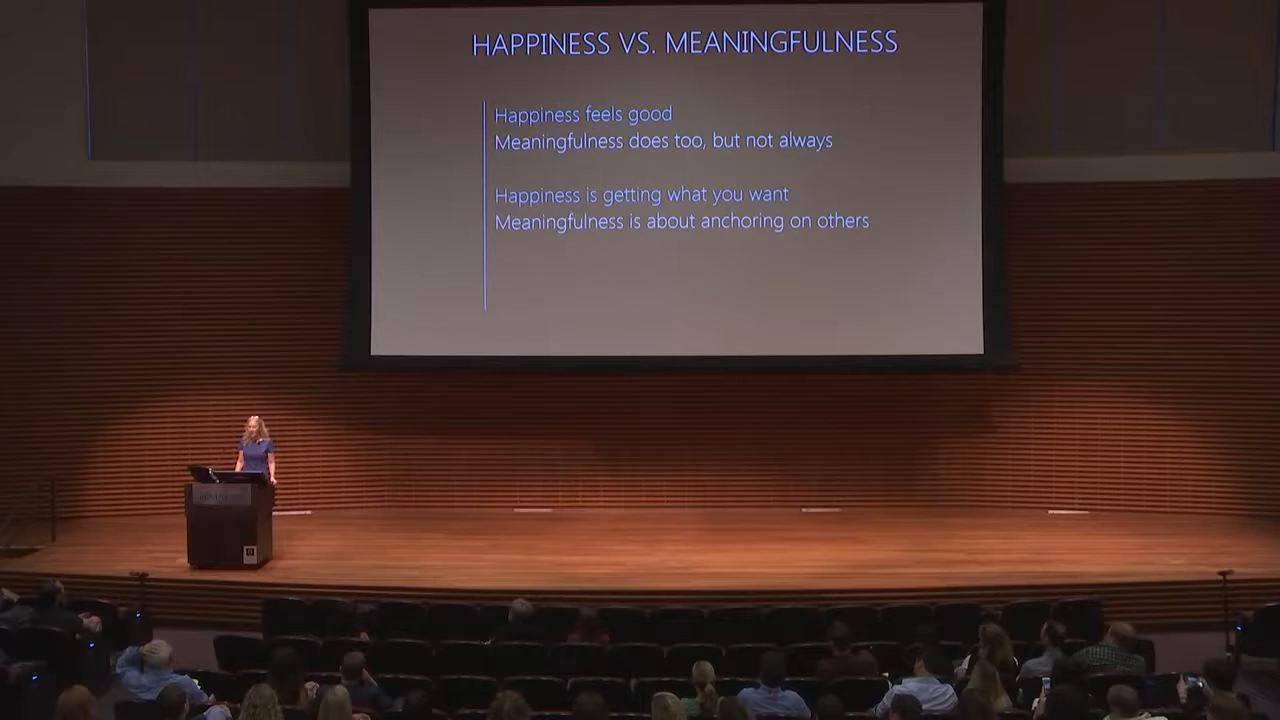 HAPPINESS VS. MEANINGFULNESS
Happiness feels good
Meaningfulness does too, but not always
Happiness is getting what you want
Meaningfulness is about anchoring on others